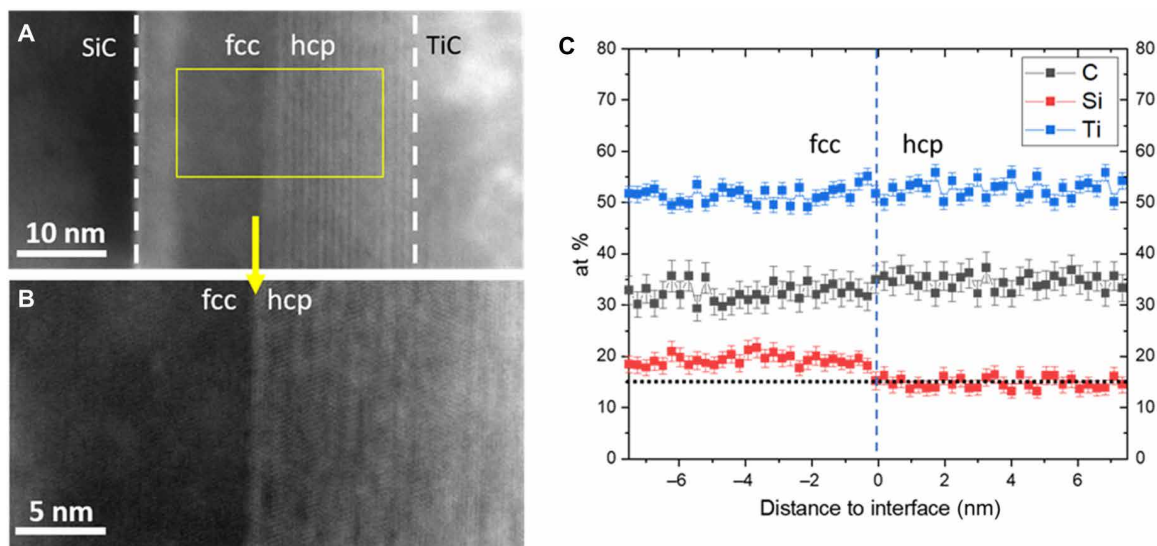 A
SiC
fcc
hcp
TiC
10 nm
B
fcc
hcp
5 nm
C
at %
80
70
60
50
40
30
20
10
0
C
Si
Ti
fcc
hcp
80
70
60
50
40
30
20
10
0
−6 −4 −2 0 2 4 6
Distance to interface (nm)